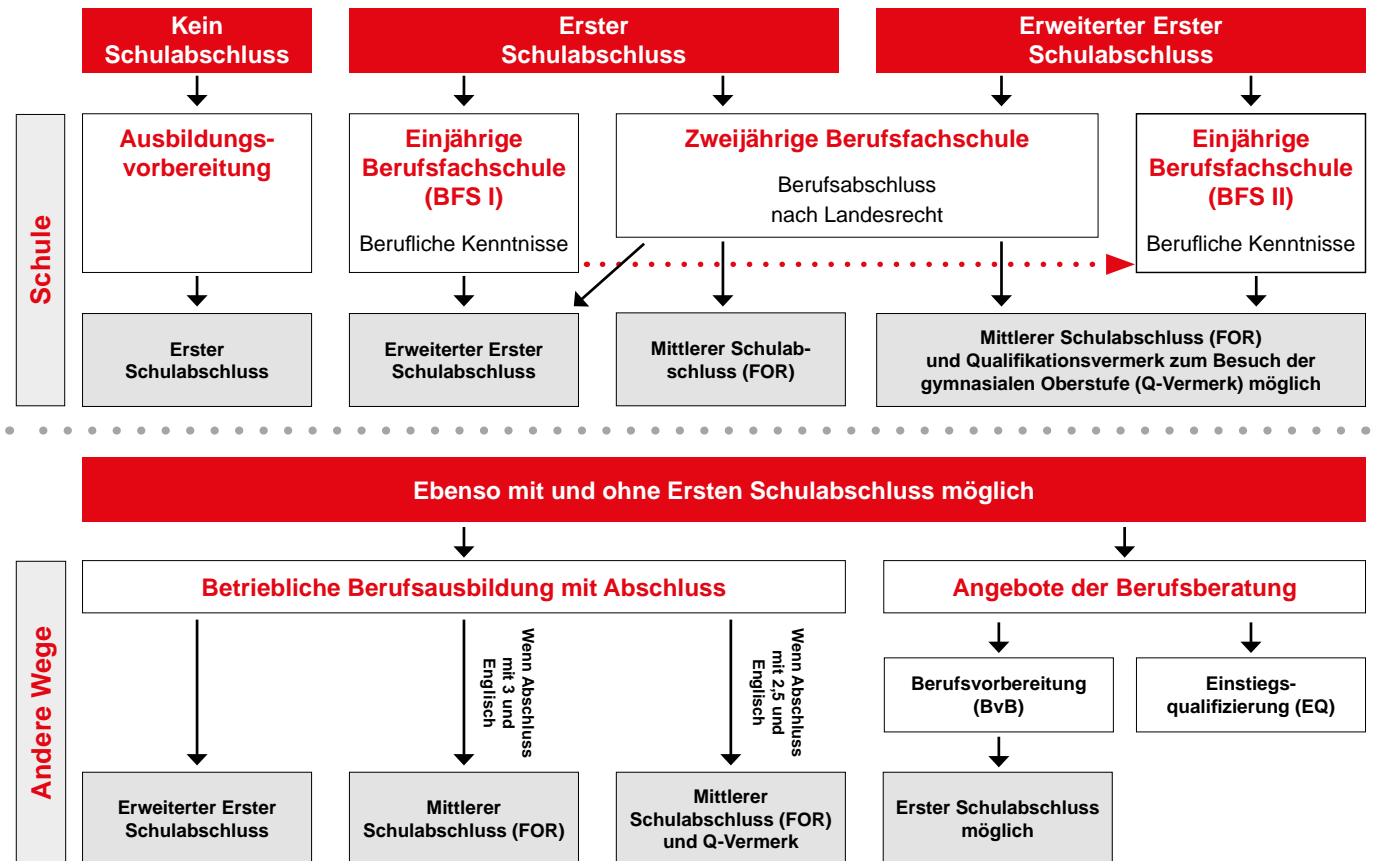 Kein
Schulabschluss
Erster
Schulabschluss
Erweiterter Erster
Schulabschluss
Schule
Ausbildungs-
vorbereitung
Einjährige
Berufsfachschule
(BFS I)
Berufliche Kenntnisse
Zweijährige Berufsfachschule
Berufsabschluss
nach Landesrecht
Einjährige
Berufsfachschule
(BFS II)
Berufliche Kenntnisse
Erster
Schulabschluss
Erweiterter Erster
Schulabschluss
Mittlerer Schulab-
schluss (FOR)
Mittlerer Schulabschluss (FOR)
und Qualifikationsvermerk zum Besuch der
gymnasialen Oberstufe (Q-Vermerk) möglich
Ebenso mit und ohne Ersten Schulabschluss möglich
Andere Wege
Betriebliche Berufsausbildung mit Abschluss
Angebote der Berufsberatung
Wenn Abschluss
mit 3 und
Englisch
Wenn Abschluss
mit 2,5 und
Englisch
Berufsvorbereitung
(BvB)
Einstiegs-
qualifizierung (EQ)
Erweiterter Erster
Schulabschluss
Mittlerer
Schulabschluss (FOR)
Mittlerer
Schulabschluss (FOR)
und Q-Vermerk
Erster Schulabschluss
möglich